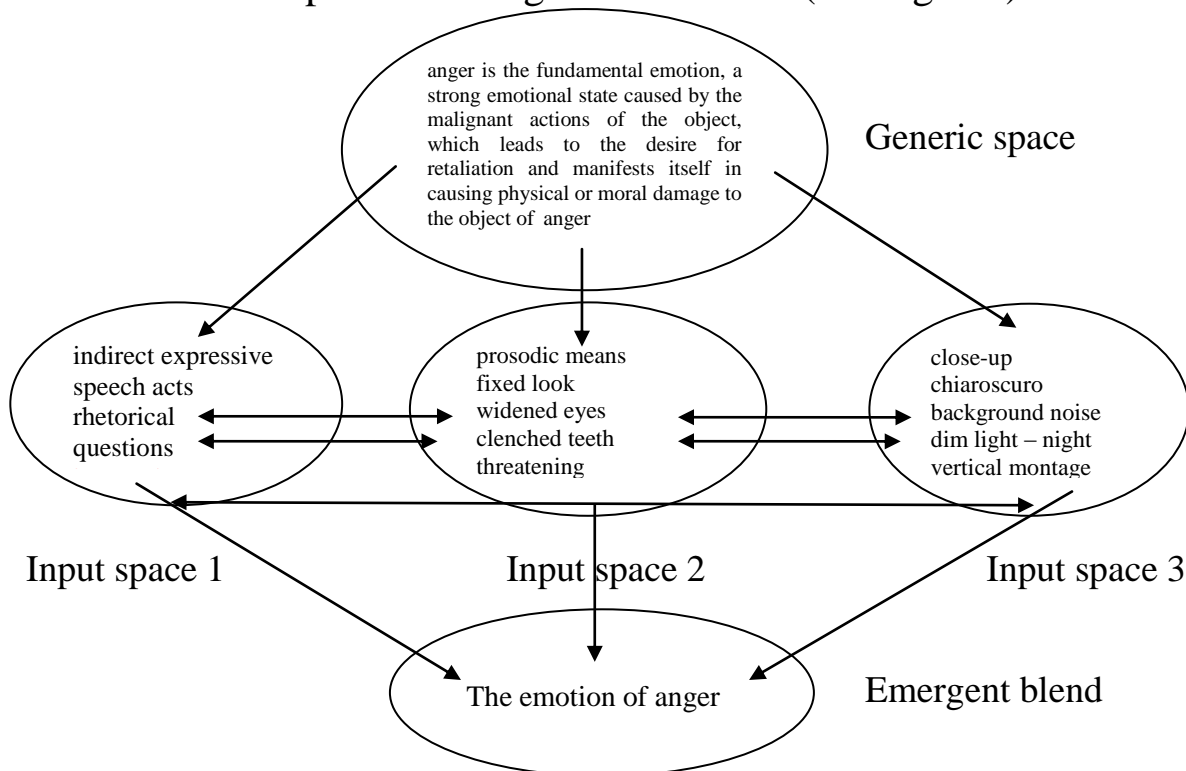 anger is the fundamental emotion, a
strong emotional state caused by the
malignant actions of the object,
which leads to the desire for
retaliation and manifests itself in
causing physical or moral damage to
the object of anger
Generic space
indirect expressive
speech acts
rhetorical
questions
prosodic means
fixed look
widened eyes
clenched teeth
threatening
close-up
chiaroscuro
background noise
dim light – night
vertical montage
Input space 1
Input space 2
Input space 3
The emotion of anger
Emergent blend